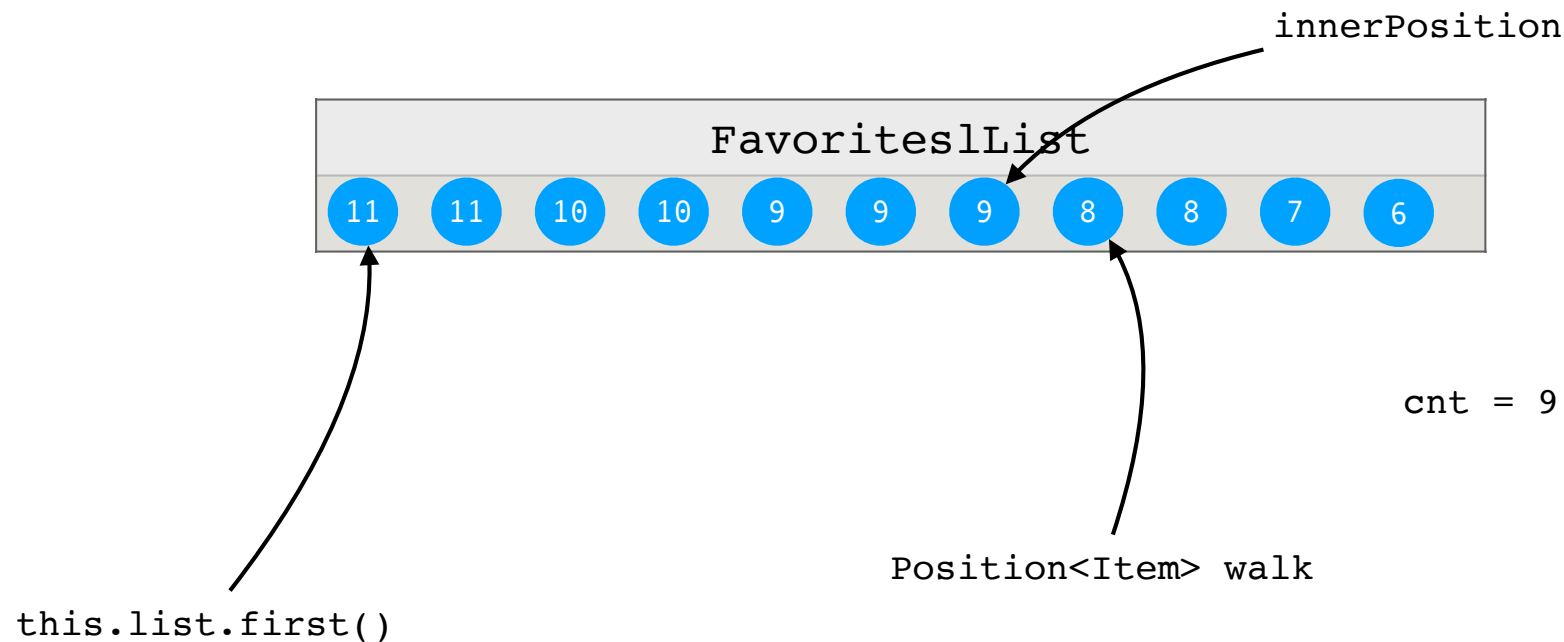 innerPosition
FavoriteslList
11 11 10 10 9 9 9 8 8 7 6
cnt = 9
Position<Item> walk
this.list.first()